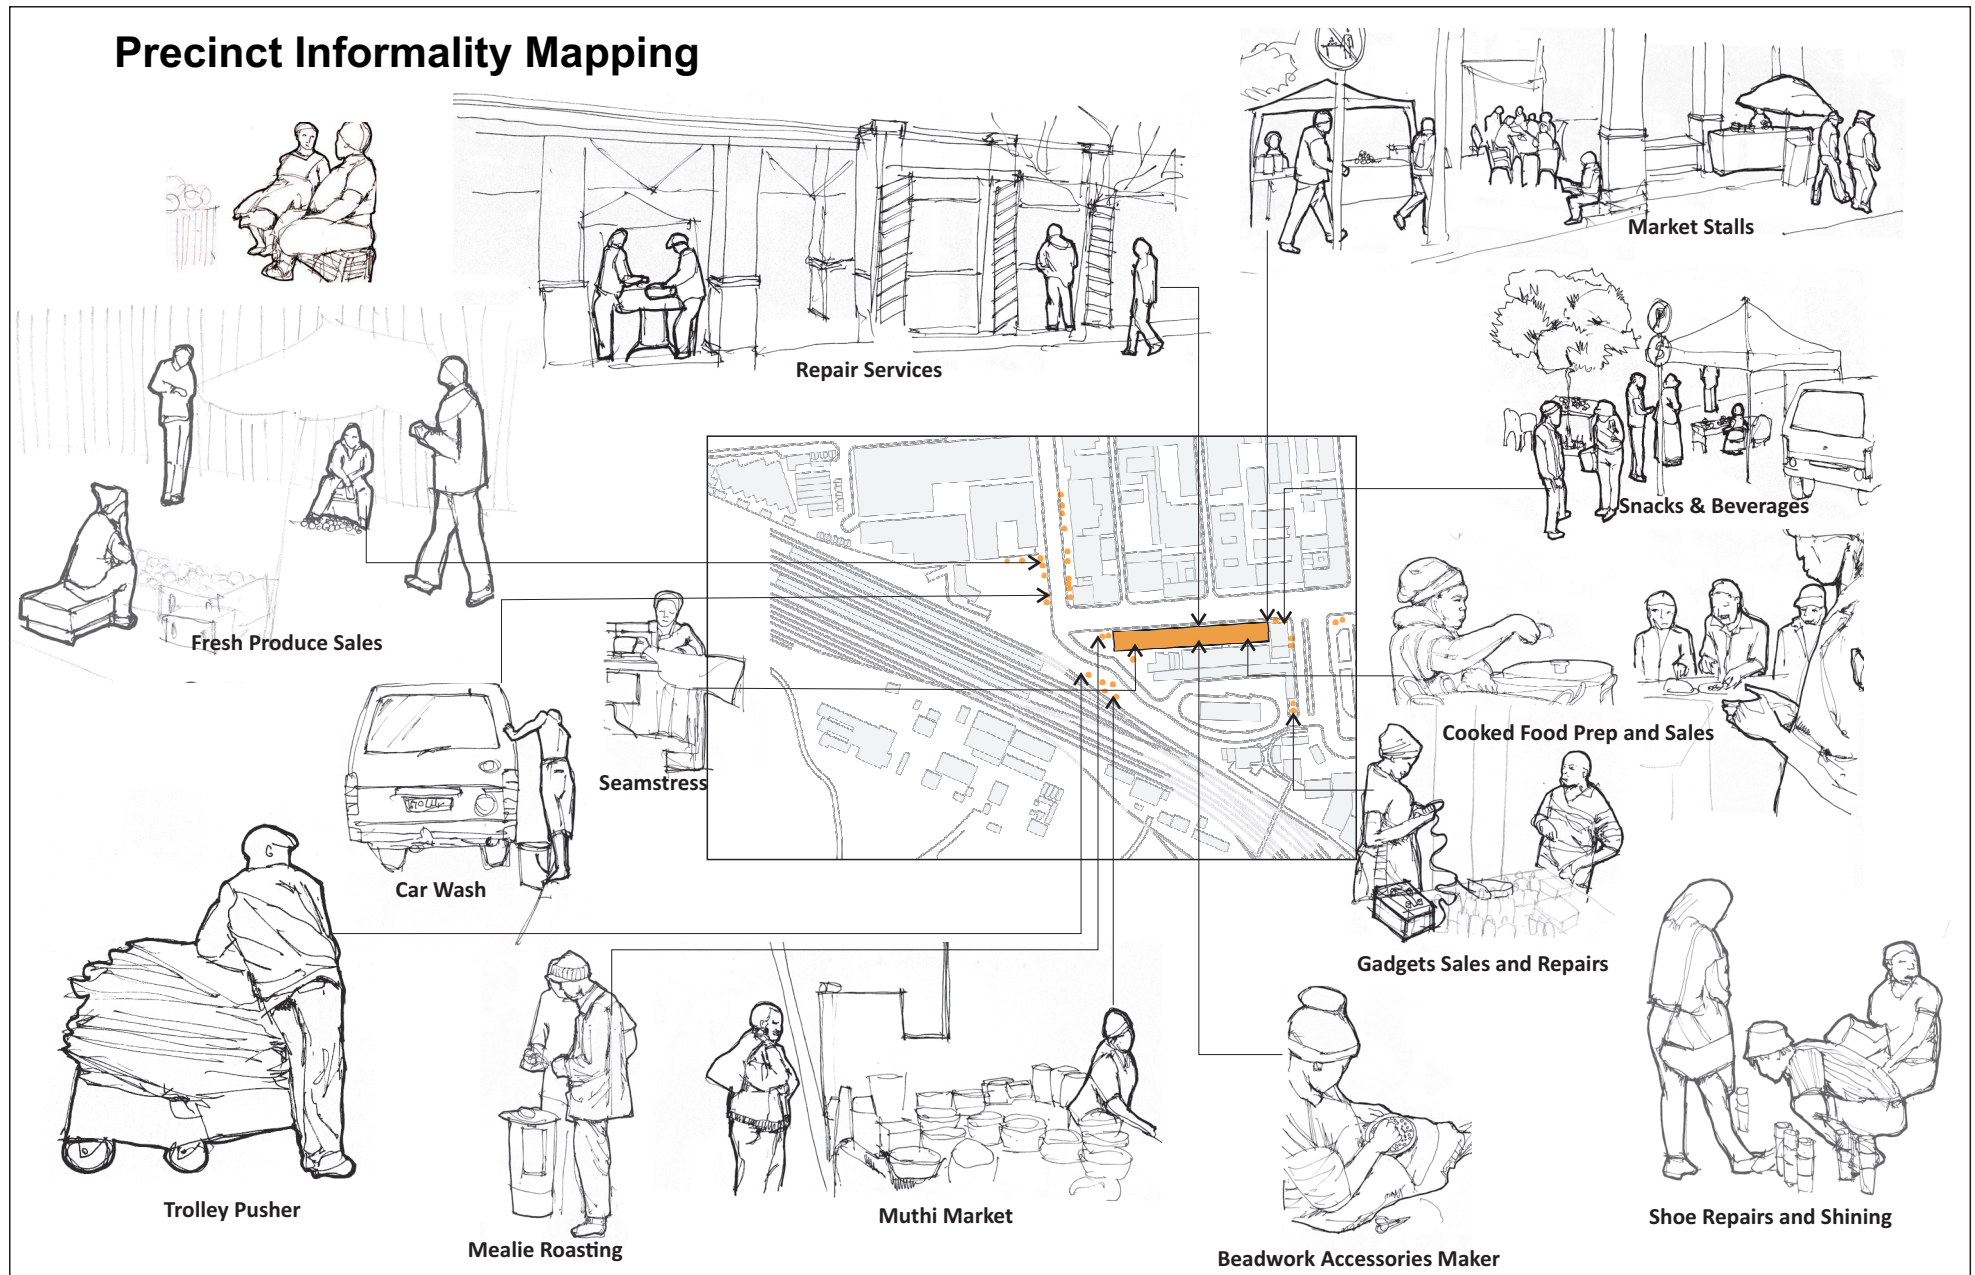 Precinct Informality Mapping
Market Stalls
Repair Services
Snacks & Beverages
Fresh Produce Sales
Cooked Food Prep and Sales
Seamstress
Car Wash
Gadgets Sales and Repairs
Trolley Pusher
Muthi Market
Shoe Repairs and Shining
Mealie Roasting
Beadwork Accessories Maker